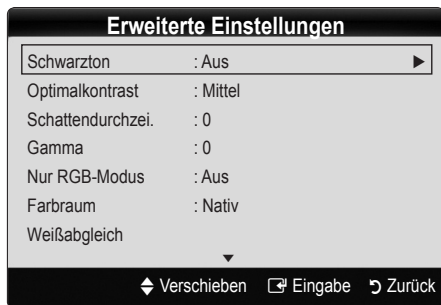 Erweiterte Einstellungen
Schwarzton : Aus ►
Optimalkontrast : Mittel
Schattendurchzei. : 0
Gamma : 0
Nur RGB-Modus : Aus
Farbraum : Nativ
Weißabgleich
▼
Verschieben Eingabe Zurück